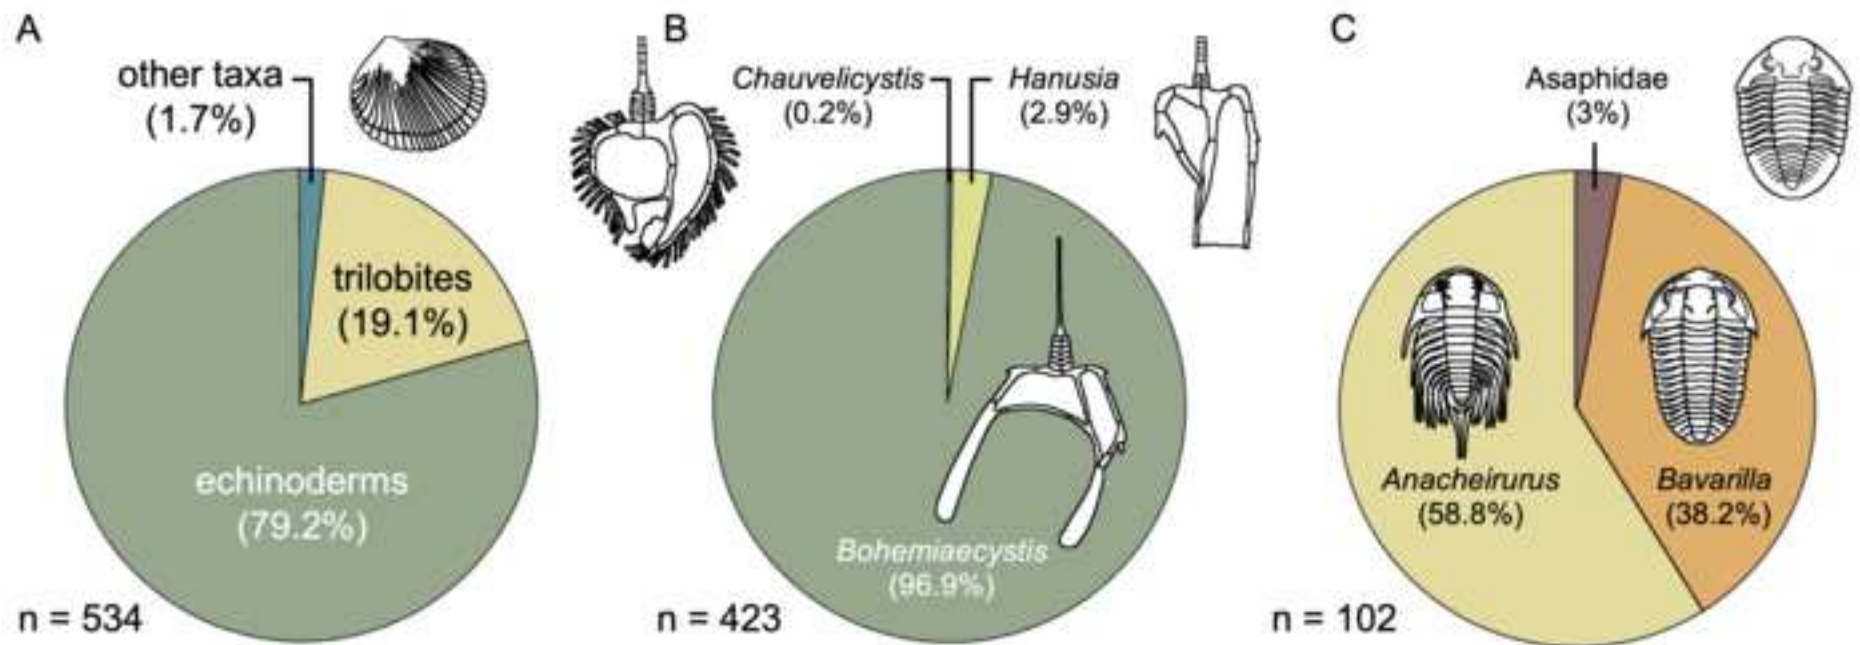 A
other taxa
(1.7%)
trilobites
(19.1%)
echinoderms
(79.2%)
n = 534
B
Chauvelicystis
(0.2%)
Hanusia
(2.9%)
Bohemiaecystis
(96.9%)
n = 423
C
Asaphidae
(3%)
Anacheirurus
(58.8%)
Bavarilla
(38.2%)
n = 102